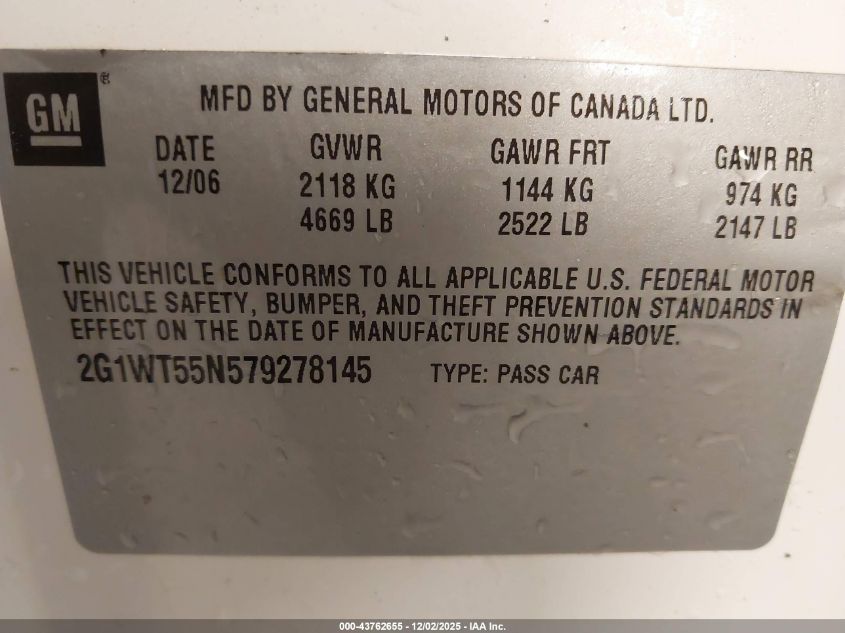 GM®
MFD BY GENERAL MOTORS OF CANADA LTD.
DATE GVWR GAWR FRT GAWR RR
12/06 2118 KG 1144 KG 974 KG
4669 LB 2522 LB 2147 LB
THIS VEHICLE CONFORMS TO ALL APPLICABLE U.S. FEDERAL MOTOR
VEHICLE SAFETY, BUMPER, AND THEFT PREVENTION STANDARDS IN
EFFECT ON THE DATE OF MANUFACTURE SHOWN ABOVE.
2G1WT55N579278145 TYPE: PASS CAR
000-43762655 - 12/02/2025 - IAA Inc.